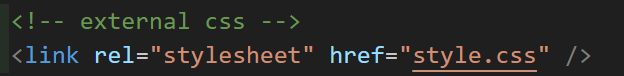 <!-- external css -->
<link rel="stylesheet" href="style.css" />